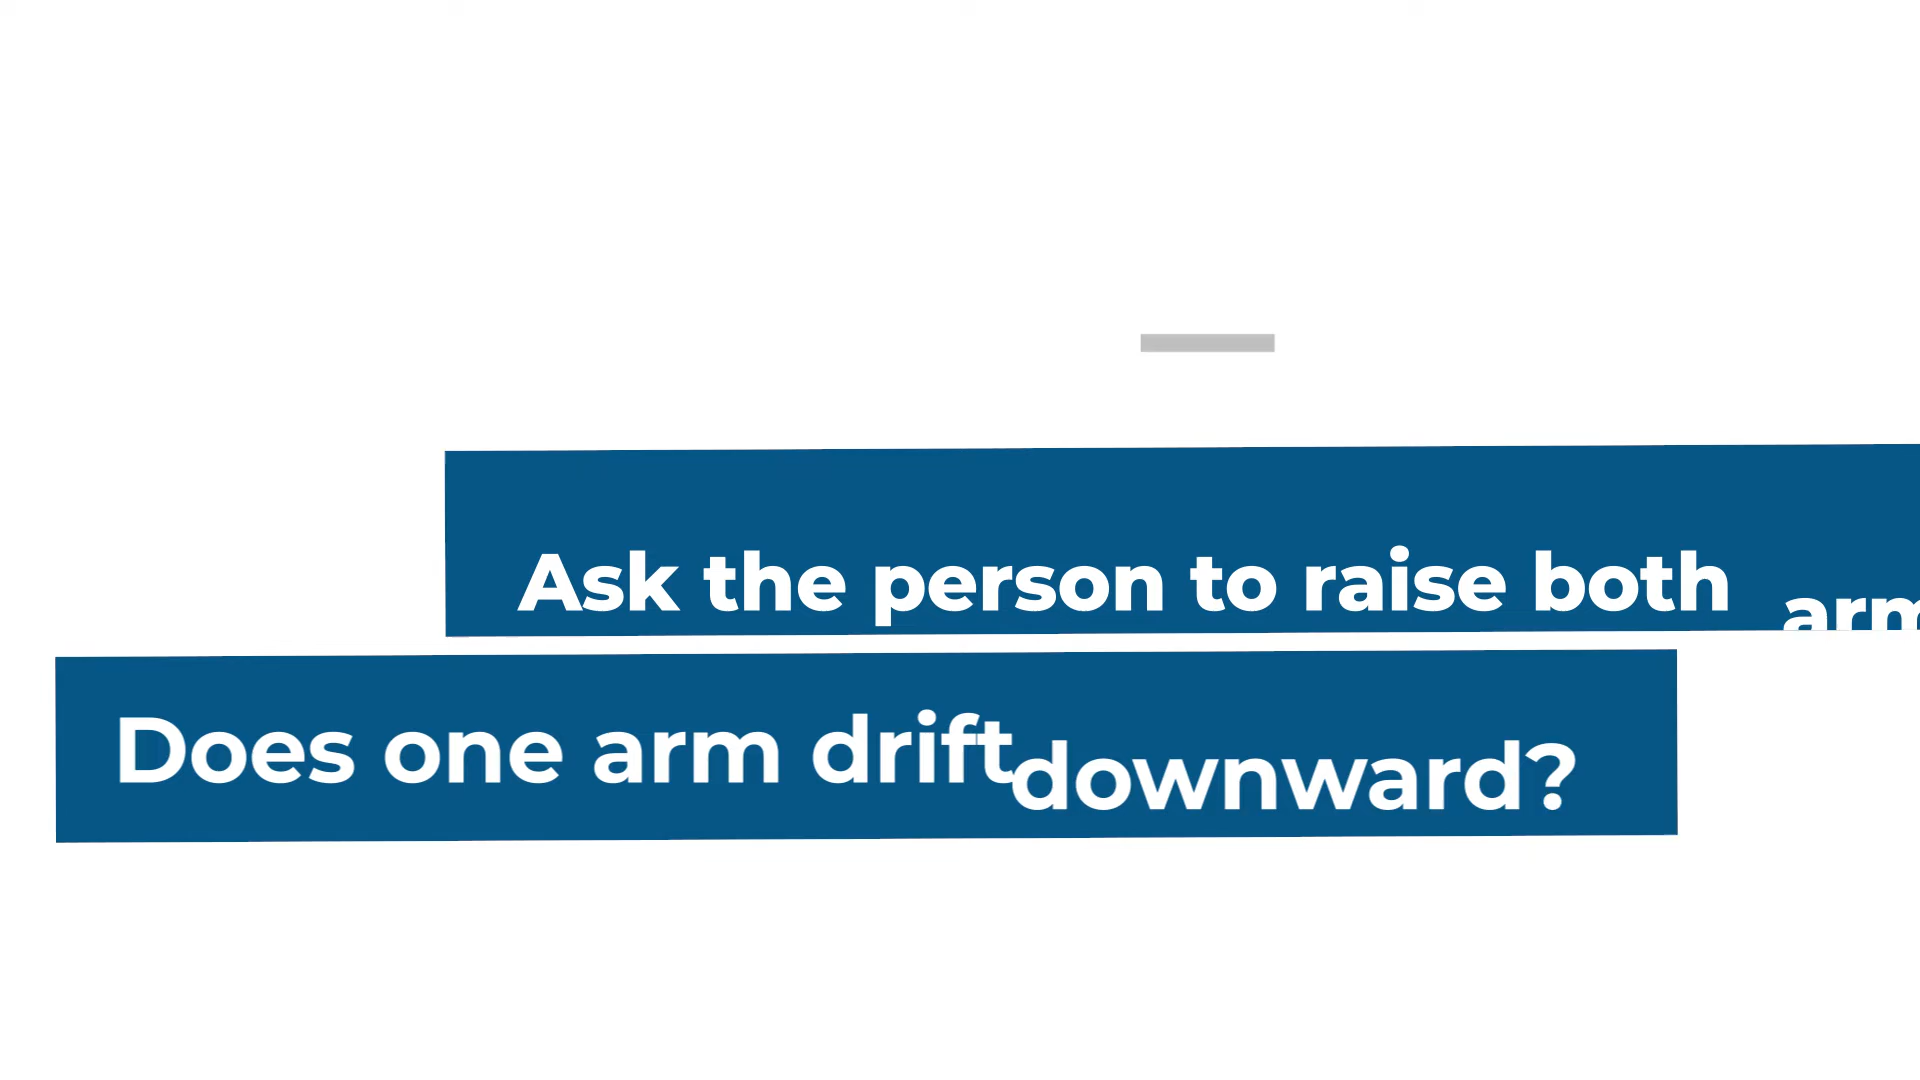 Ask the person to raise both
Does one arm drift downward?